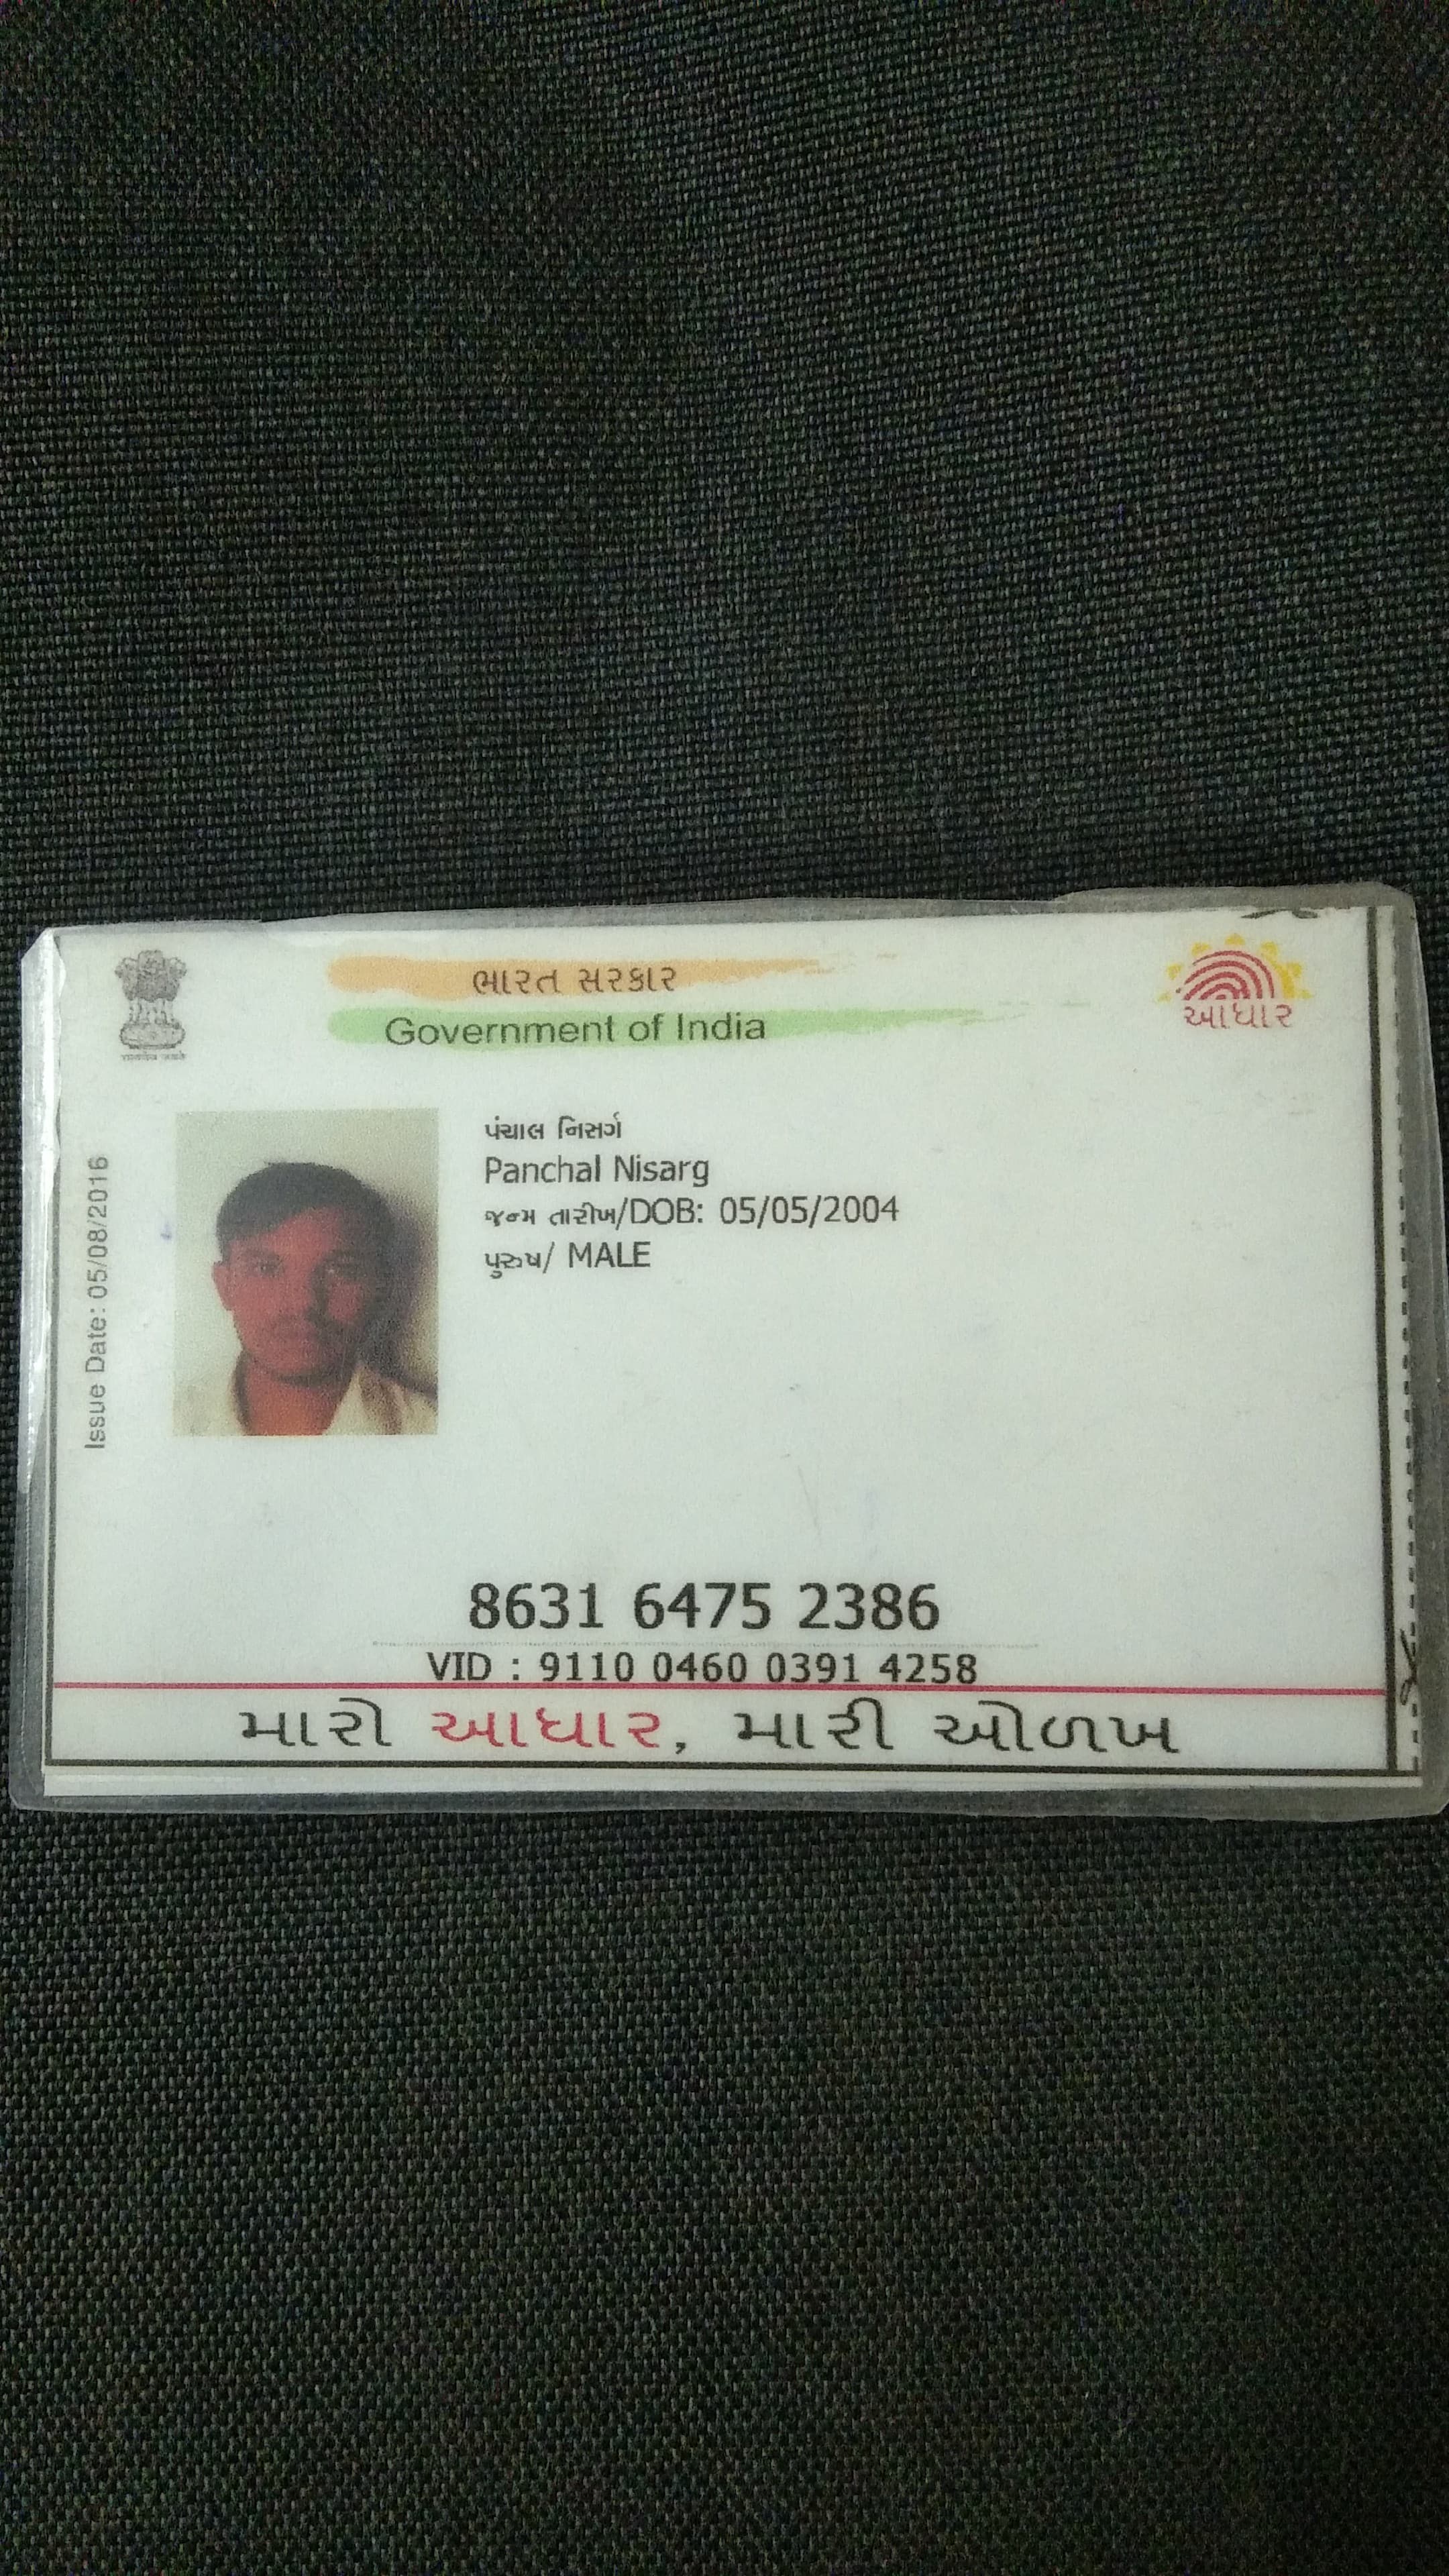 ભારત સરકાર
Government of India
આધાર
Issue Date: 05/08/2016
પંચાલ નિસર્ગ
Panchal Nisarg
જન્મ તારીખ/DOB: 05/05/2004
પુરુષ/ MALE
8631 6475 2386
VID : 9110 0460 0391 4258
મારો આધાર, મારી ઓળખ